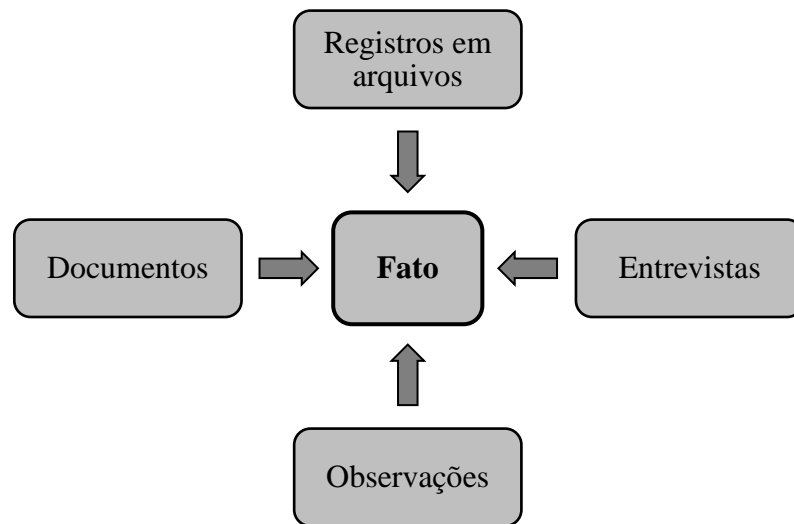 Registros em
arquivos
Documentos
Fato
Entrevistas
Observações